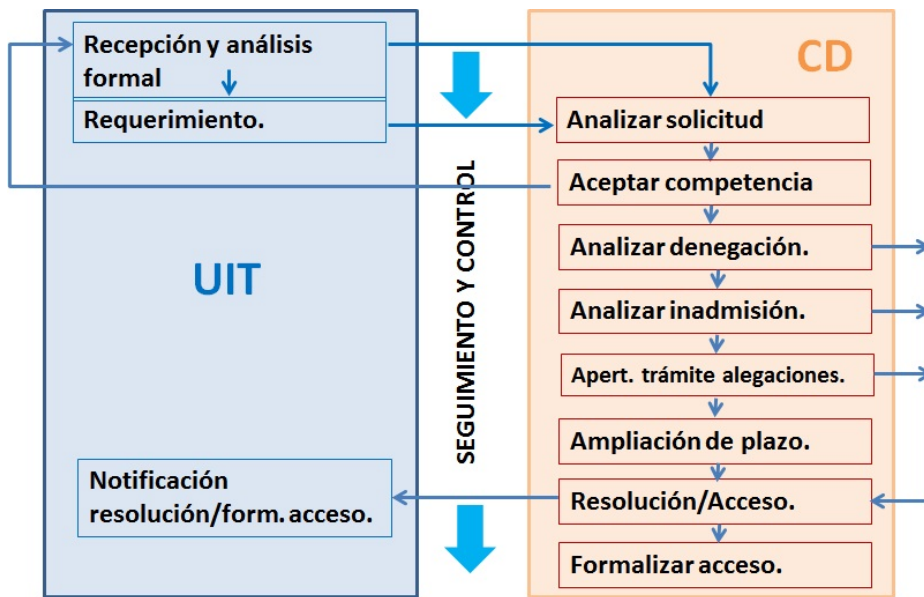 Recepción y análisis
formal
Requerimiento.
UIT
Notificación
resolución/form. acceso.
SEGUIMIENTO Y CONTROL
CD
Analizar solicitud
Aceptar competencia
Analizar denegación.
Analizar inadmisión.
Apert. trámite alegaciones.
Ampliación de plazo.
Resolución/Acceso.
Formalizar acceso.